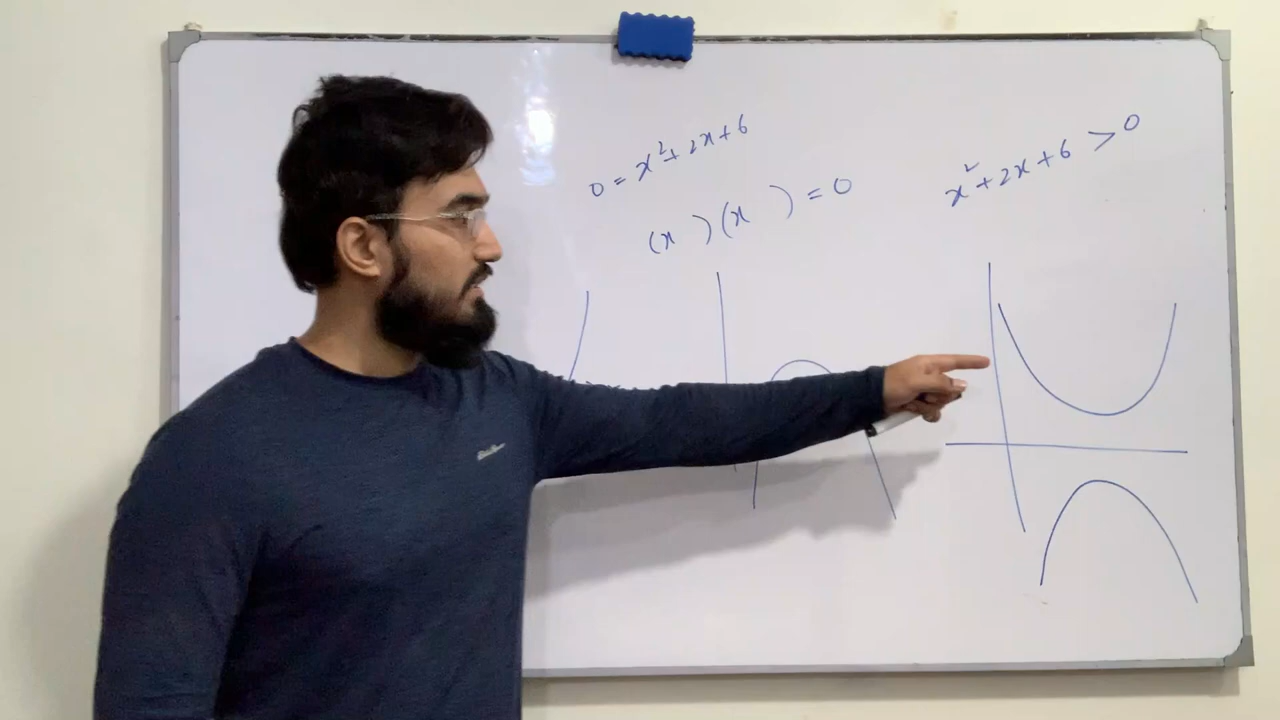 0 = x² + 2x + 6
(x   )(x   ) = 0
x² + 2x + 6 > 0